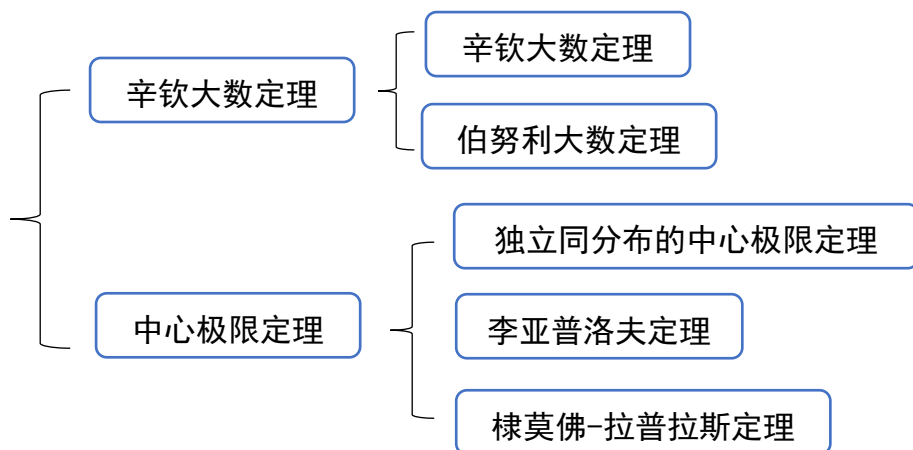 辛钦大数定理
辛钦大数定理
伯努利大数定理
中心极限定理
独立同分布的中心极限定理
李亚普洛夫定理
棣莫佛-拉普拉斯定理